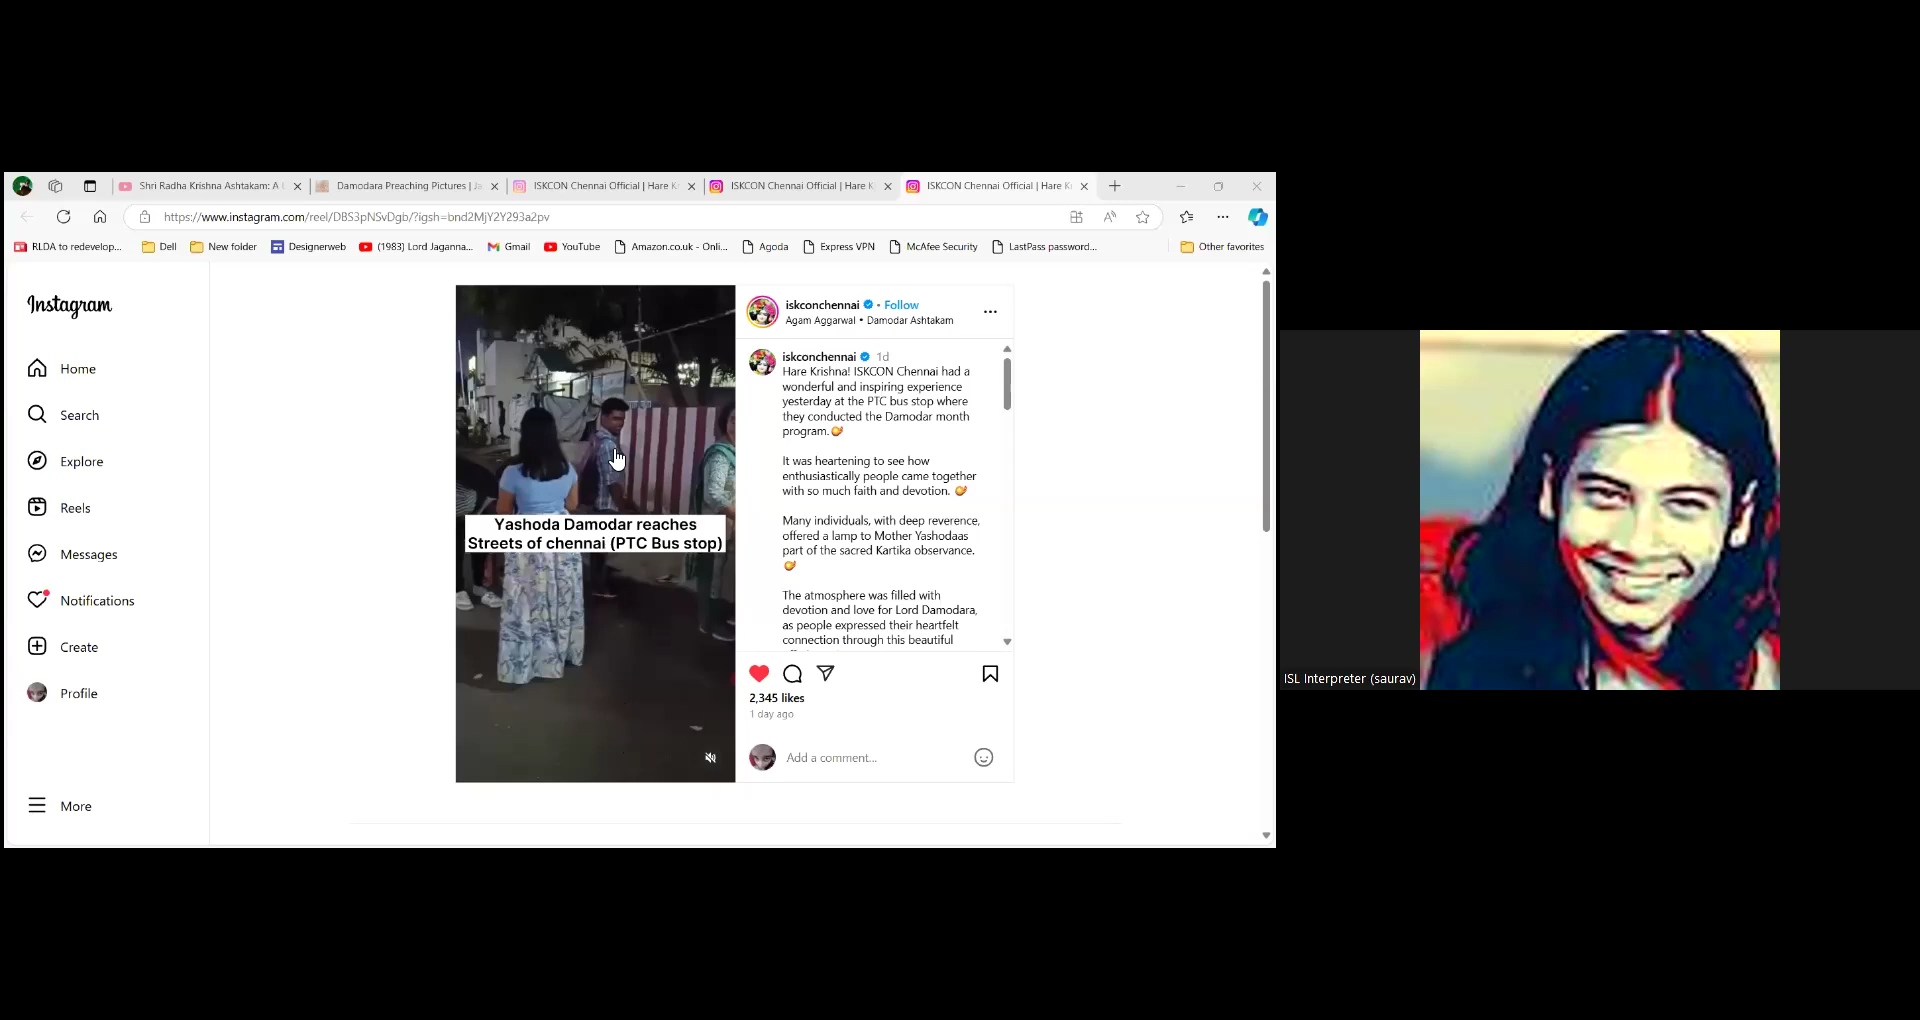 Shri Radha Krishna Ashtakam: A
Damodara Preaching Pictures |
ISKCON Chennai Official | Hare K
ISKCON Chennai Official | Hare K
ISKCON Chennai Official | Hare K
https://www.instagram.com/reel/DBS3pNSvDgb/?igsh=bnd2MjY2Y293a2pv
RLDA to redevelop...
Dell
New folder
Designerweb
(1983) Lord Jaganna...
Gmail
YouTube
Amazon.co.uk - Onli...
Agoda
Express VPN
McAfee Security
LastPass password...
Other favorites
Instagram
Home
Search
Explore
Reels
Messages
Notifications
Create
Profile
More
Yashoda Damodar reaches
Streets of chennai (PTC Bus stop)
iskconchennai • Follow
Agam Aggarwal • Damodar Ashtakam
iskconchennai 1d
Hare Krishna! ISKCON Chennai had a
wonderful and inspiring experience
yesterday at the PTC bus stop where
they conducted the Damodar month
program.
It was heartening to see how
enthusiastically people came together
with so much faith and devotion.
Many individuals, with deep reverence,
offered a lamp to Mother Yashodaas
part of the sacred Kartika observance.
The atmosphere was filled with
devotion and love for Lord Damodara,
as people expressed their heartfelt
connection through this beautiful
2,345 likes
1 day ago
Add a comment...
ISL Interpreter (saurav)